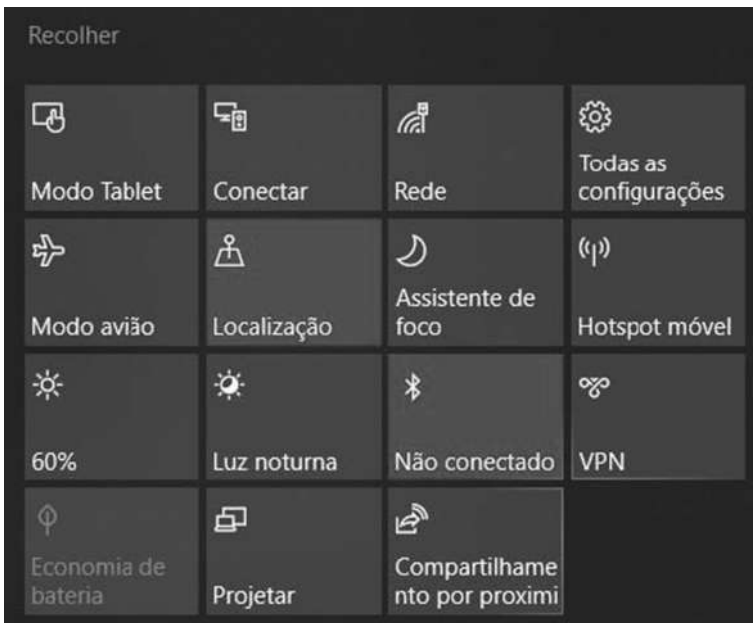 Recolher
Modo Tablet
Conectar
Rede
Todas as
configurações
Modo avião
Localização
Assistente de
foco
Hotspot móvel
60%
Luz noturna
Não conectado
VPN
Economia de
bateria
Projetar
Compartilhame
nto por proximi